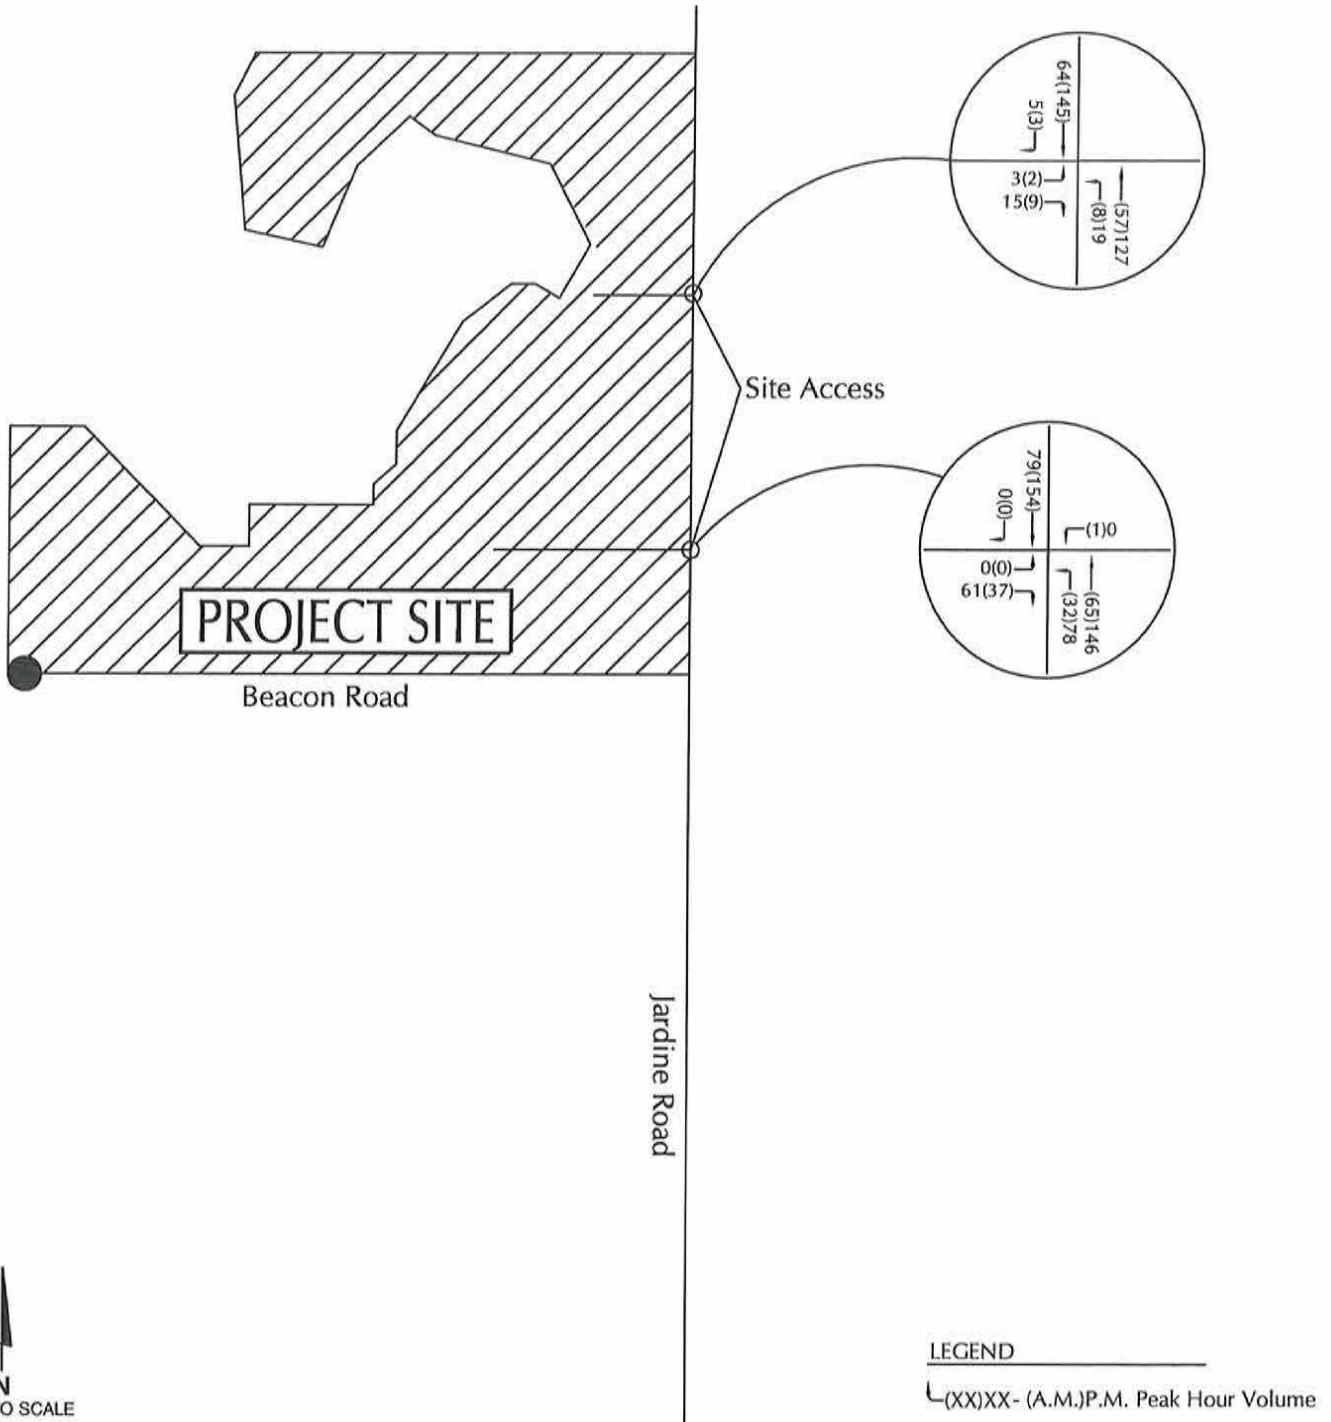 64(145)
5(3)
3(2)
15(9)
(8)19
(57)127
Site Access
79(154)
0(0)
(1)0
0(0)
61(37)
(32)78
(65)146
PROJECT SITE
Beacon Road
Jardine Road
N
O SCALE
LEGEND
(XX)XX- (A.M.)P.M. Peak Hour Volume